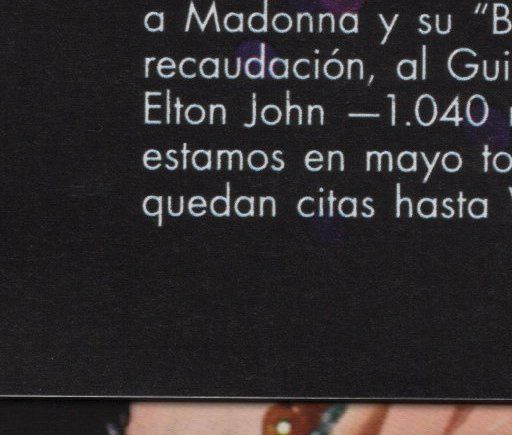 a Madonna y su “B
recaudación, al Gui
Elton John —1.040
estamos en mayo to
quedan citas hasta